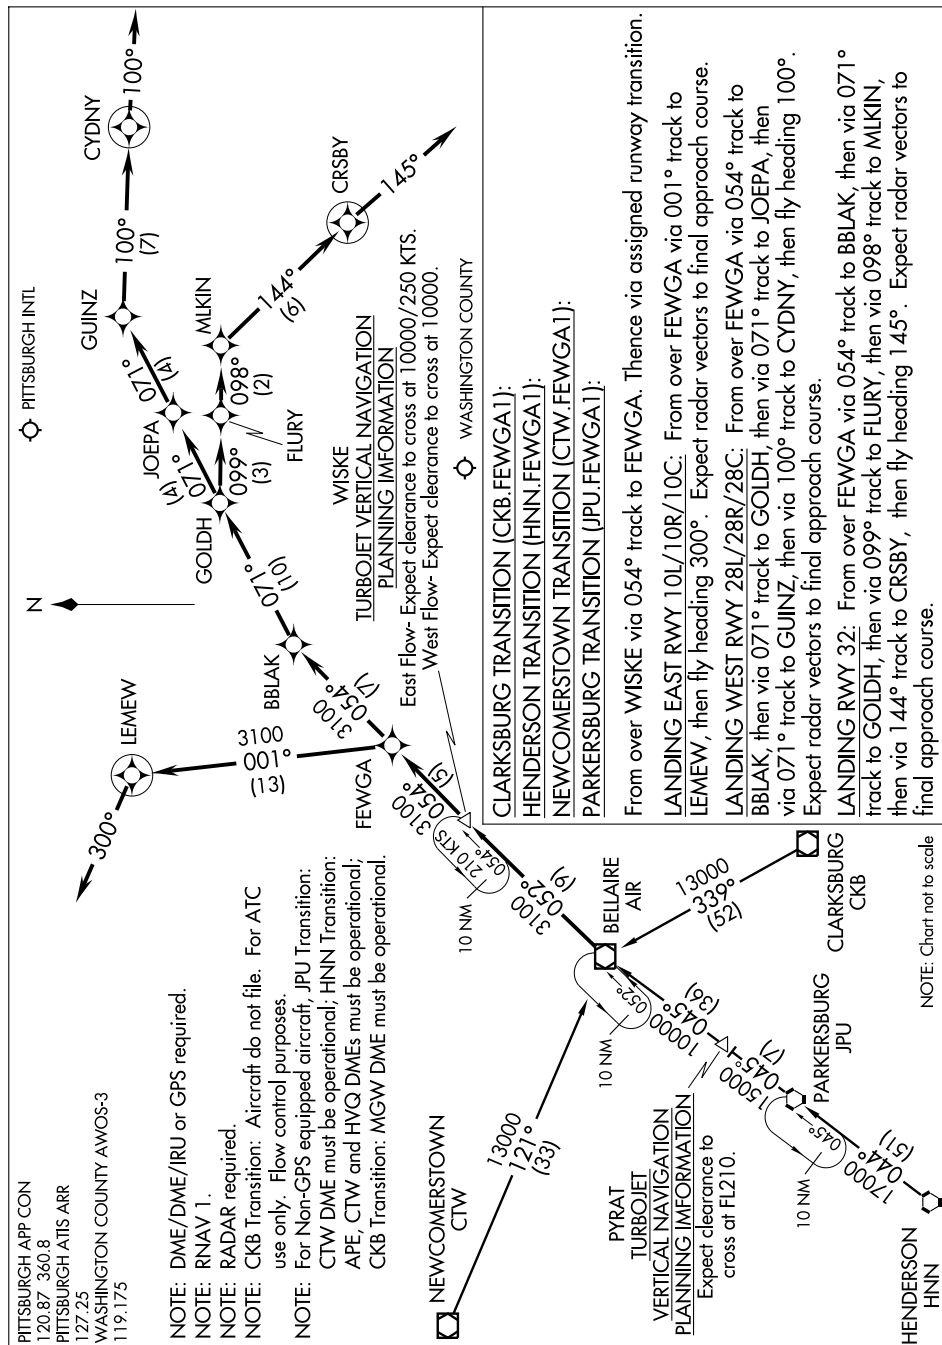 PITTSBURGH APP CON
120.87 360.8
PITTSBURGH ATIS ARR
127.25
WASHINGTON COUNTY AWOS-3
119.175
NOTE: DME/DME/IRU or GPS required.
NOTE: RNAV 1.
NOTE: RADAR required.
NOTE: CKB Transition: Aircraft do not file. For ATC
use only. Flow control purposes.
NOTE: For Non-GPS equipped aircraft, JPU Transition:
CTW DME must be operational; HNN Transition:
APE, CTW and HVQ DMEs must be operational;
CKB Transition: MGW DME must be operational.
300°
LEMEW
3100
001°
(13)
N
PITTSBURGH INTL
GUINZ
100°
(7)
CYDNY
100°
071°
(4)
JOEPA
071°
(4)
GOLDH
099°
(3)
FLURY
098°
(2)
MLKIN
144°
(6)
CRSBY
145°
071°
(10)
BBLAK
3100
054°
(7)
FEWGA
3100
054°
(5)
WISKE
TURBOJET VERTICAL NAVIGATION
PLANNING IMFORMATION
East Flow- Expect clearance to cross at 10000/250 KTS.
West Flow- Expect clearance to cross at 10000.
WASHINGTON COUNTY
210 KTS
054°
10 NM
3100
052°
(9)
BELLAIRE
AIR
052°
10 NM
NEWCOMERSTOWN
CTW
13000
121°
(33)
13000
339°
(52)
CLARKSBURG
CKB
10000
045°
(36)
PYRAT
TURBOJET
VERTICAL NAVIGATION
PLANNING IMFORMATION
Expect clearance to
cross at FL210.
15000
045°
(7)
PARKERSBURG
JPU
045°
10 NM
17000
044°
(51)
HENDERSON
HNN
NOTE: Chart not to scale
CLARKSBURG TRANSITION (CKB.FEWGA1):
HENDERSON TRANSITION (HNN.FEWGA1):
NEWCOMERSTOWN TRANSITION (CTW.FEWGA1):
PARKERSBURG TRANSITION (JPU.FEWGA1):
From over WISKE via 054° track to FEWGA. Thence via assigned runway transition.
LANDING EAST RWY 10L/10R/10C: From over FEWGA via 001° track to
LEMEW, then fly heading 300°. Expect radar vectors to final approach course.
LANDING WEST RWY 28L/28R/28C: From over FEWGA via 054° track to
BBLAK, then via 071° track to GOLDH, then via 071° track to JOEPA, then
via 071° track to GUINZ, then via 100° track to CYDNY, then fly heading 100°.
Expect radar vectors to final approach course.
LANDING RWY 32: From over FEWGA via 054° track to BBLAK, then via 071°
track to GOLDH, then via 099° track to FLURY, then via 098° track to MLKIN,
then via 144° track to CRSBY, then fly heading 145°. Expect radar vectors to
final approach course.